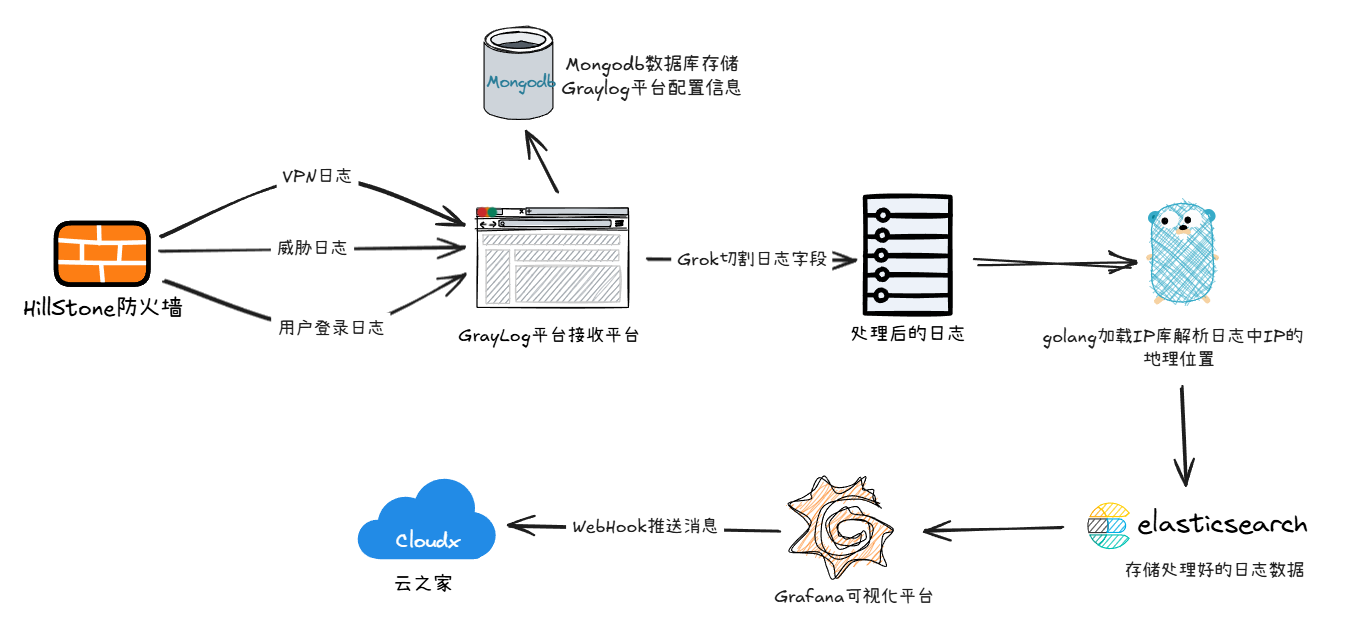 Mongodb
Mongodb数据库存储
Graylog平台配置信息
VPN日志
威胁日志
用户登录日志
HillStone防火墙
GrayLog平台接收平台
Grok切割日志字段
处理后的日志
golang加载IP库解析日志中IP的
地理位置
Cloudx
云之家
WebHook推送消息
Grafana可视化平台
elasticsearch
存储处理好的日志数据